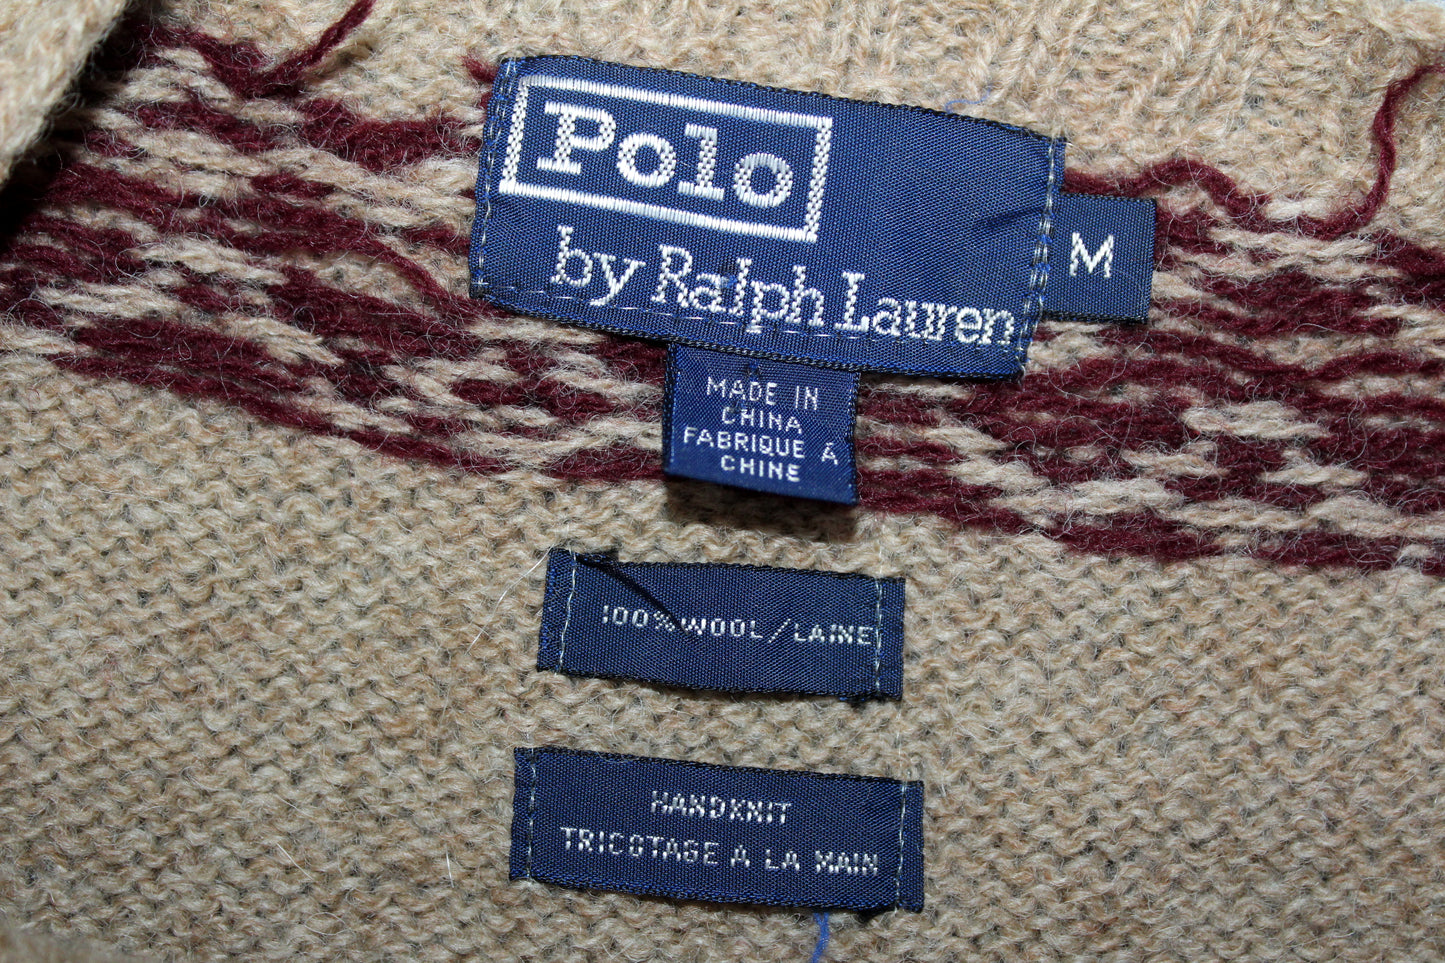 Polo
by Ralph Lauren
M
MADE IN
CHINA
FABRIQUE À
CHINE
100% WOOL/LAINE
HANDKNIT
TRICOTAGE A LA MAIN